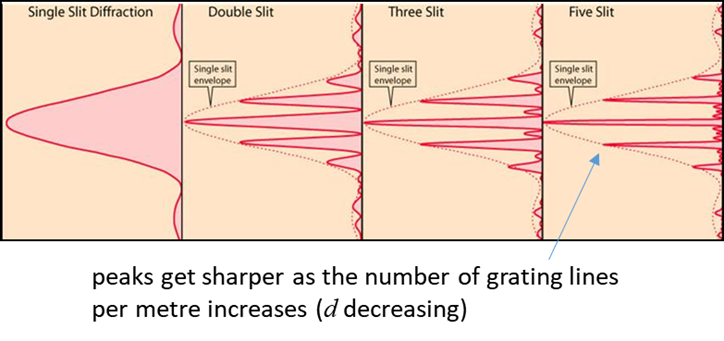 Single Slit Diffraction
Double Slit
Three Slit
Five Slit
Single slit
envelope
Single slit
envelope
Single slit
envelope
peaks get sharper as the number of grating lines
per metre increases (d decreasing)